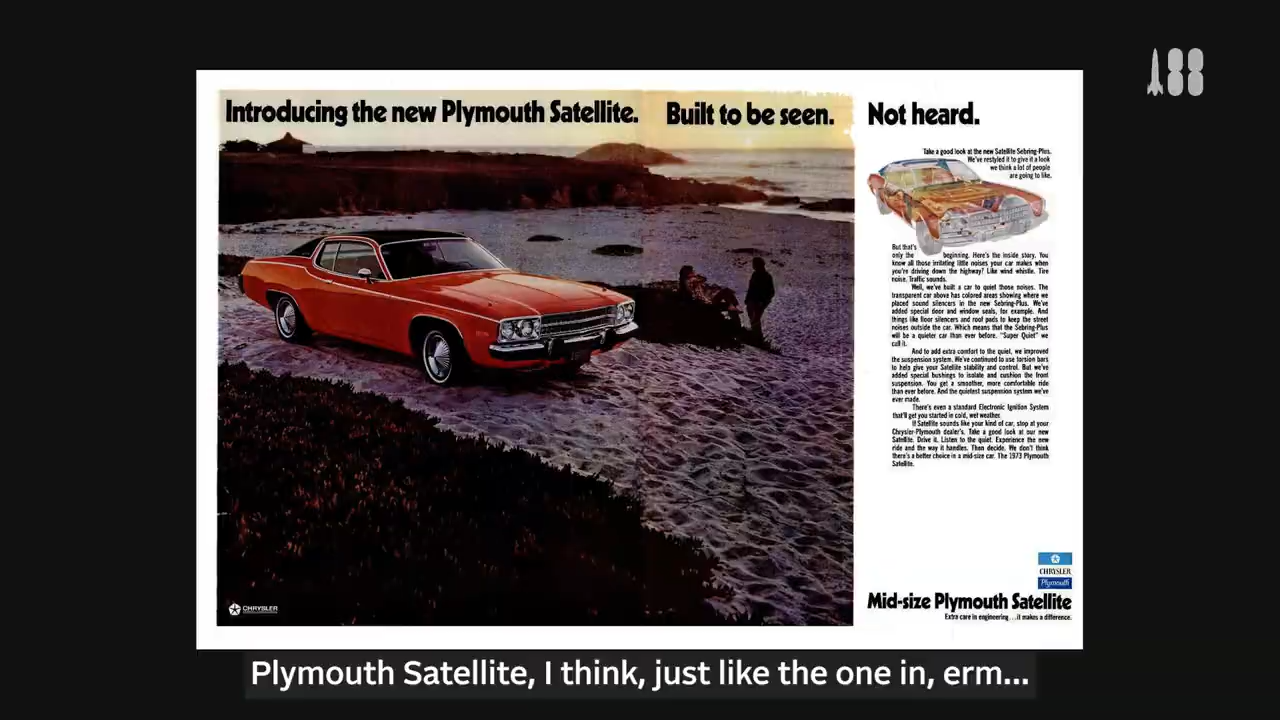 88
Introducing the new Plymouth Satellite. Built to be seen. Not heard.
Take a good look at the new Satellite Sebring-Plus.
We've restyled it to give it a look
we think a lot of people
are going to like.
But that's
only the beginning. Here's the inside story. You
know all those irritating little noises your car makes when
you're driving down the highway? Like wind whistle. Tire
noise. Traffic sounds.
Well, we've built a car to quiet those noises. The
transparent car above has colored areas showing where we
placed sound silencers in the new Sebring-Plus. We've
added special door and window seals, for example. And
things like floor silencers and roof pads to keep the street
noises outside the car. Which means that the Sebring-Plus
will be a quieter car than ever before. "Super Quiet" we
call it.
And to add extra comfort to the quiet, we improved
the suspension system. We've continued to use torsion bars
to help give your Satellite stability and control. But we've
added special bushings to isolate and cushion the front
suspension. You get a smoother, more comfortable ride
than ever before. And the quietest suspension system we've
ever made.
There's even a standard Electronic Ignition System
that'll get you started in cold, wet weather.
If Satellite sounds like your kind of car, stop at your
Chrysler-Plymouth dealer's. Take a good look at our new
Satellite. Drive it. Listen to the quiet. Experience the new
ride and the way it handles. Then decide. We don't think
there's a better choice in a mid-size car. The 1973 Plymouth
Satellite.
CHRYSLER
Plymouth
Mid-size Plymouth Satellite
Extra care in engineering...it makes a difference.
CHRYSLER
Plymouth Satellite, I think, just like the one in, erm...